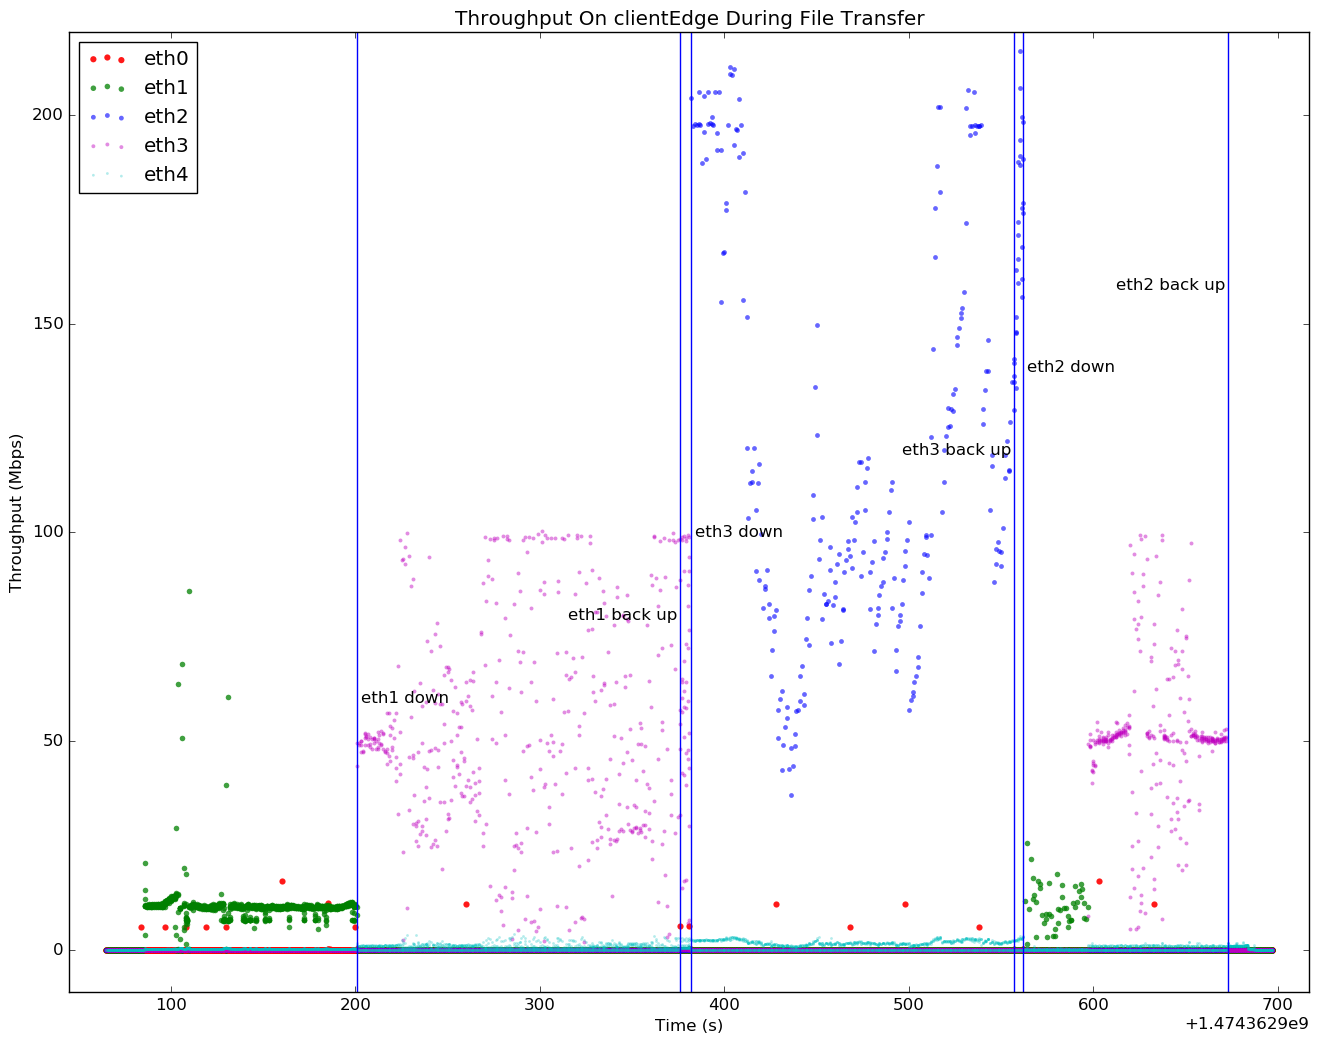 Throughput On clientEdge During File Transfer
eth0
eth1
eth2
eth3
eth4
200
150
100
50
0
Throughput (Mbps)
eth2 back up
eth2 down
eth3 back up
eth3 down
eth1 back up
eth1 down
100 200 300 400 500 600 700
Time (s)
+1.4743629e9